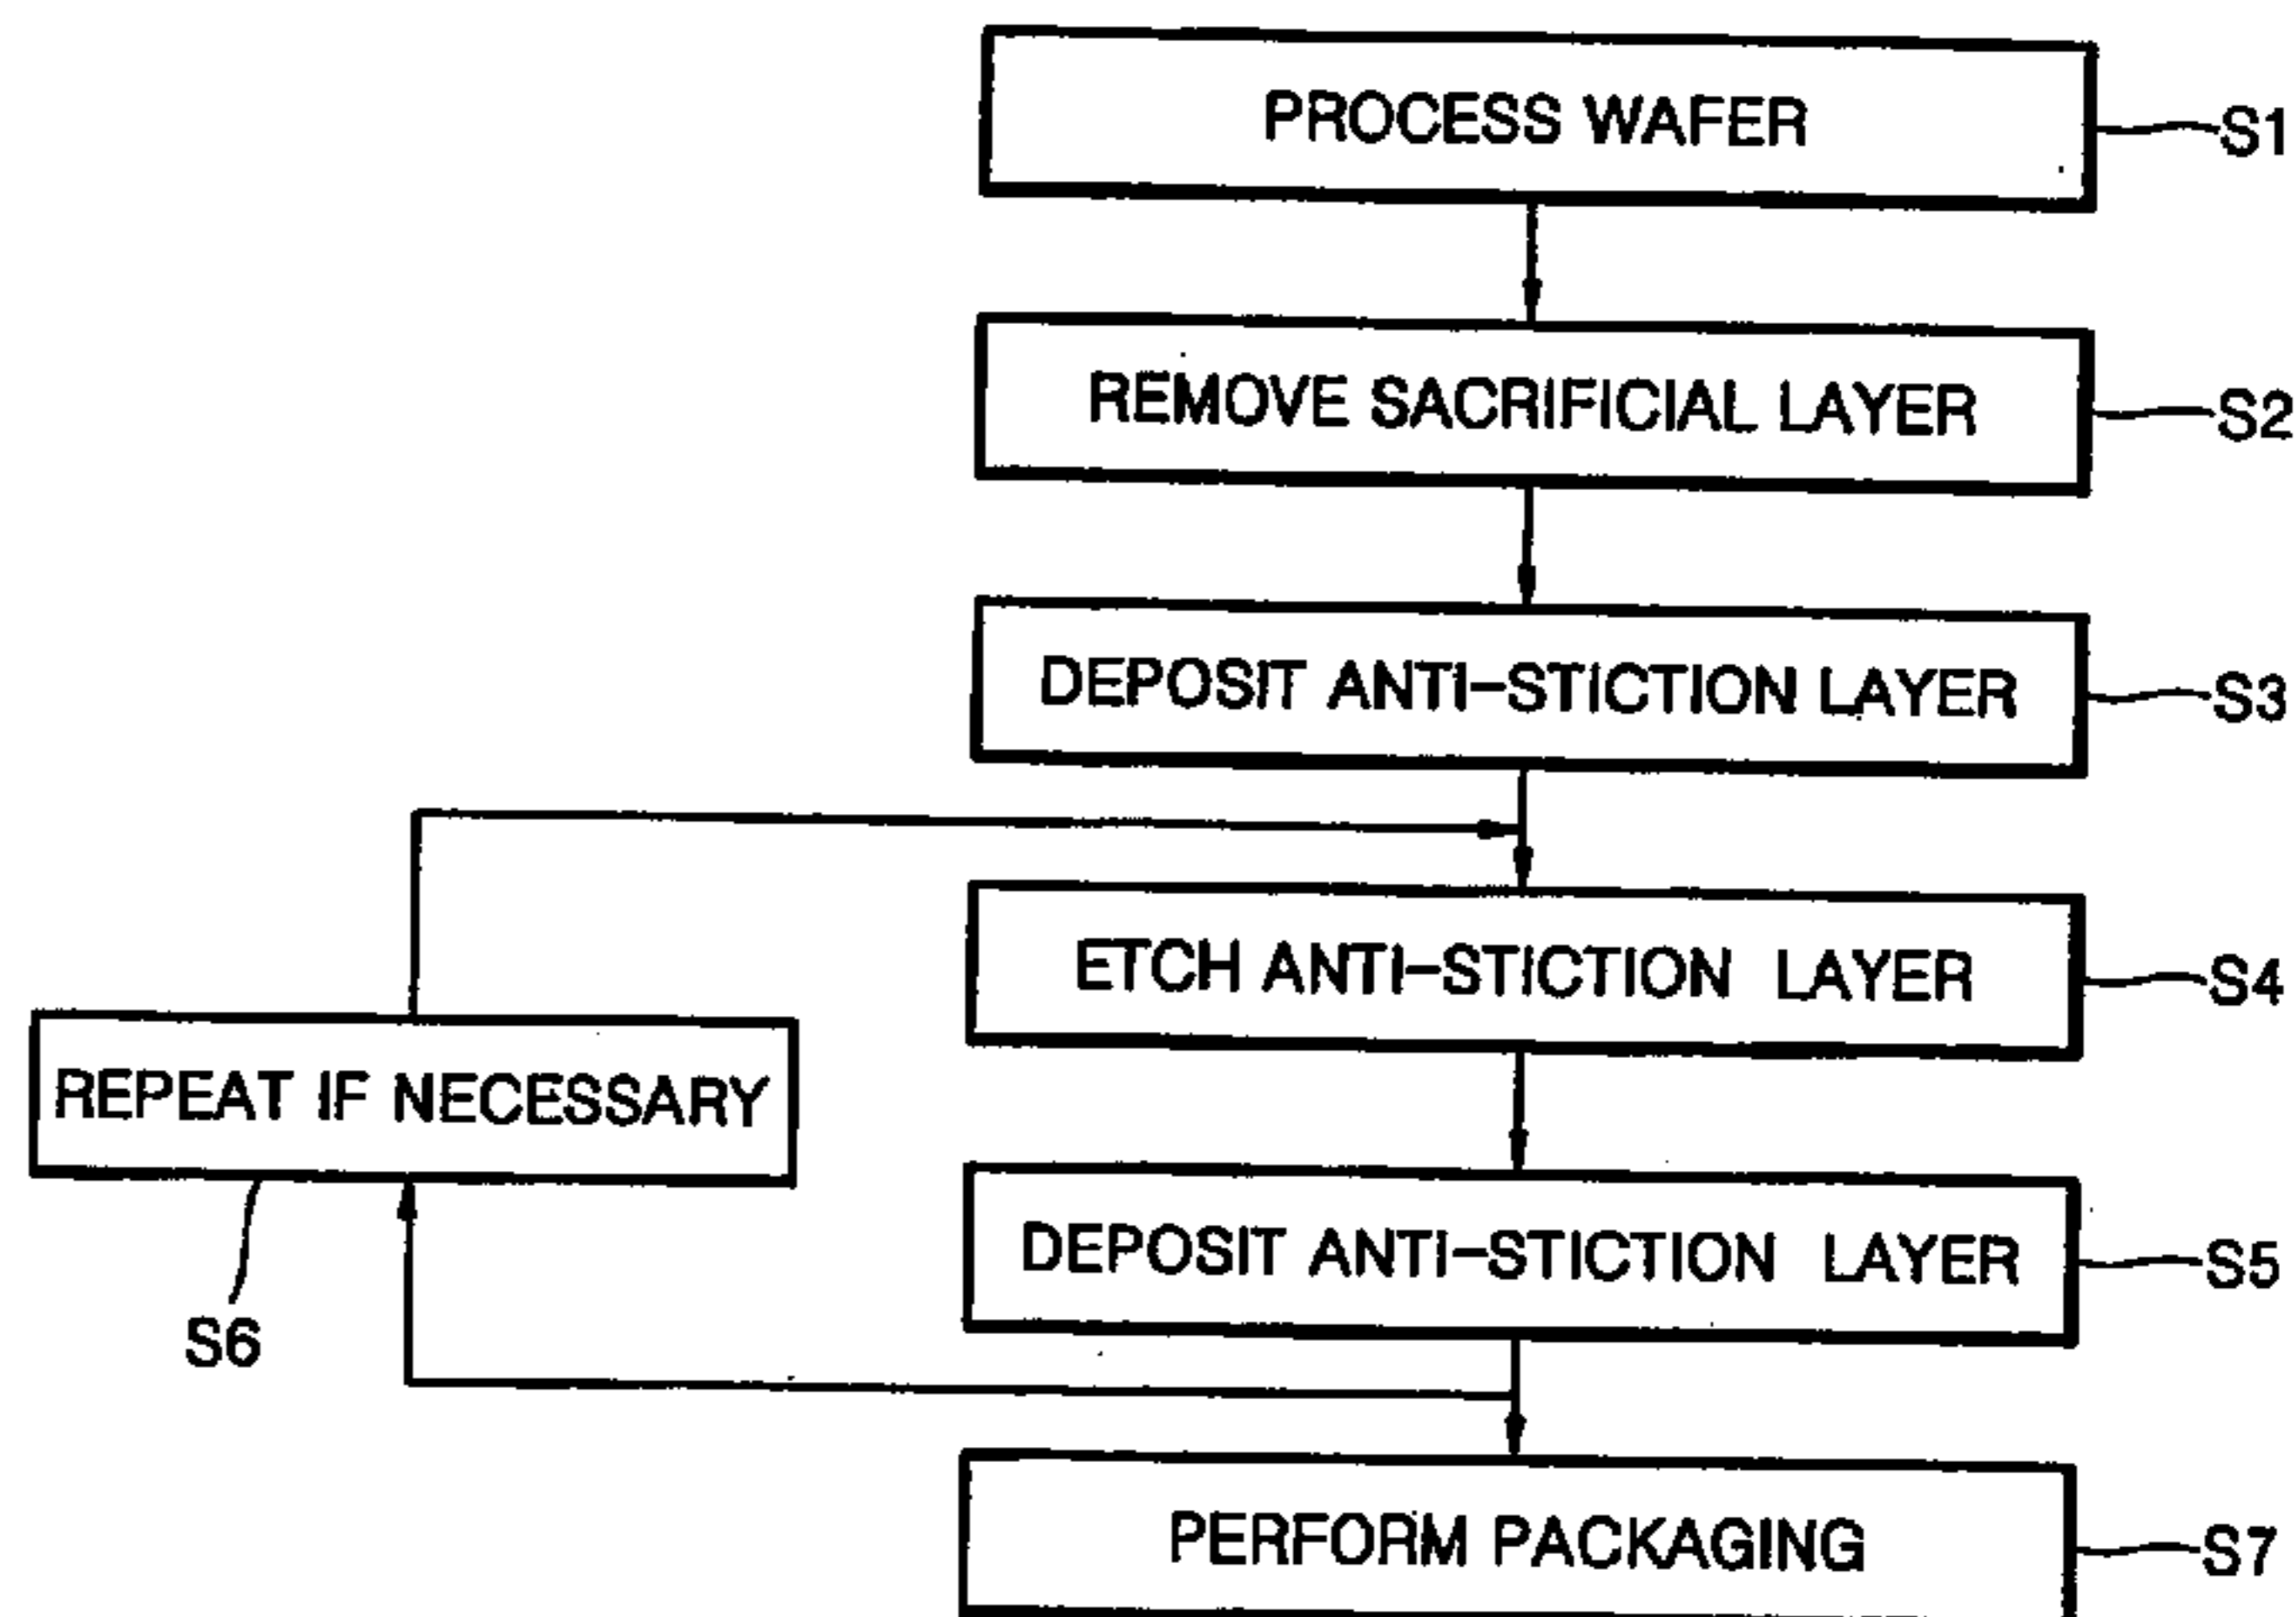 PROCESS WAFER
S1
REMOVE SACRIFICIAL LAYER
S2
DEPOSIT ANTI-STICTION LAYER
S3
ETCH ANTI-STICTION LAYER
S4
REPEAT IF NECESSARY
S6
DEPOSIT ANTI-STICTION LAYER
S5
PERFORM PACKAGING
S7